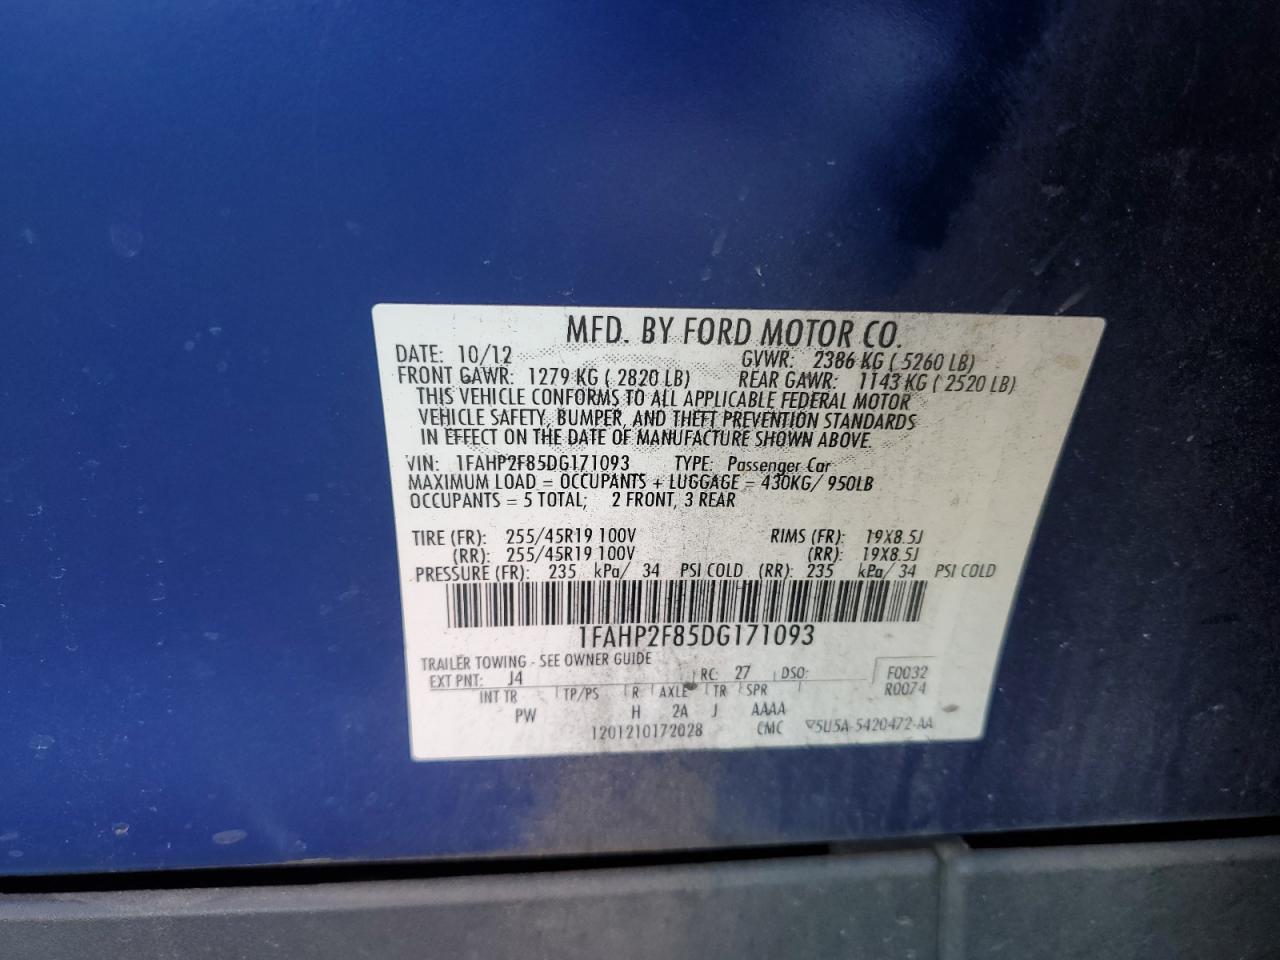 MFD. BY FORD MOTOR CO.
DATE: 10/12 GVWR: 2386 KG ( 5260 LB)
FRONT GAWR: 1279 KG ( 2820 LB) REAR GAWR: 1143 KG ( 2520 LB)
THIS VEHICLE CONFORMS TO ALL APPLICABLE FEDERAL MOTOR
VEHICLE SAFETY, BUMPER, AND THEFT PREVENTION STANDARDS
IN EFFECT ON THE DATE OF MANUFACTURE SHOWN ABOVE.
VIN: 1FAHP2F85DG171093 TYPE: Passenger Car
MAXIMUM LOAD = OCCUPANTS + LUGGAGE = 430KG/ 950LB
OCCUPANTS = 5 TOTAL; 2 FRONT, 3 REAR
TIRE (FR): 255/45R19 100V RIMS (FR): 19X8.5J
(RR): 255/45R19 100V (RR): 19X8.5J
PRESSURE (FR): 235 kPa/ 34 PSI COLD (RR): 235 kPa/ 34 PSI COLD
1FAHP2F85DG171093
TRAILER TOWING - SEE OWNER GUIDE
EXT PNT: J4 RC: 27 DSO: F0032
INT TR TP/PS R AXLE TR SPR R0074
PW H 2A J AAAA
1201210172028 CMC 5U5A-5420472-AA